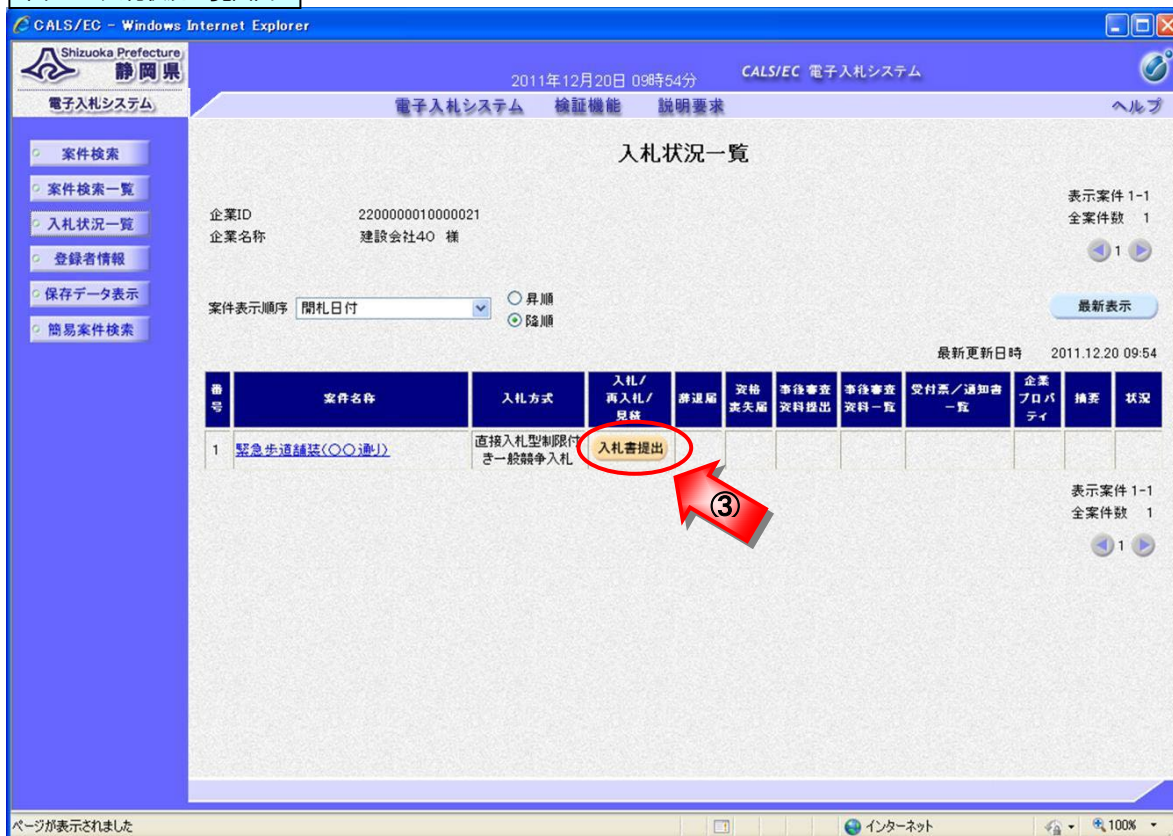 CALS/EC - Windows Internet Explorer
Shizuoka Prefecture
静岡県
電子入札システム
2011年12月20日 09時54分
CALS/EC 電子入札システム
電子入札システム 検証機能 説明要求
ヘルプ
案件検索
案件検索一覧
入札状況一覧
登録者情報
保存データ表示
簡易案件検索
入札状況一覧
表示案件 1-1
全案件数 1
1
企業ID 2200000010000021
企業名称 建設会社40 様
案件表示順序 開札日付
昇順
降順
最新表示
最新更新日時 2011.12.20 09:54
番号 案件名称 入札方式 入札/再入札/見積 辞退届 資格喪失届 事後審査資料提出 事後審査資料一覧 受付票/通知書一覧 企業プロパティ 摘要 状況
1 緊急歩道舗装(〇〇通り) 直接入札型制限付き一般競争入札 入札書提出
③
表示案件 1-1
全案件数 1
1
ページが表示されました
インターネット
100%